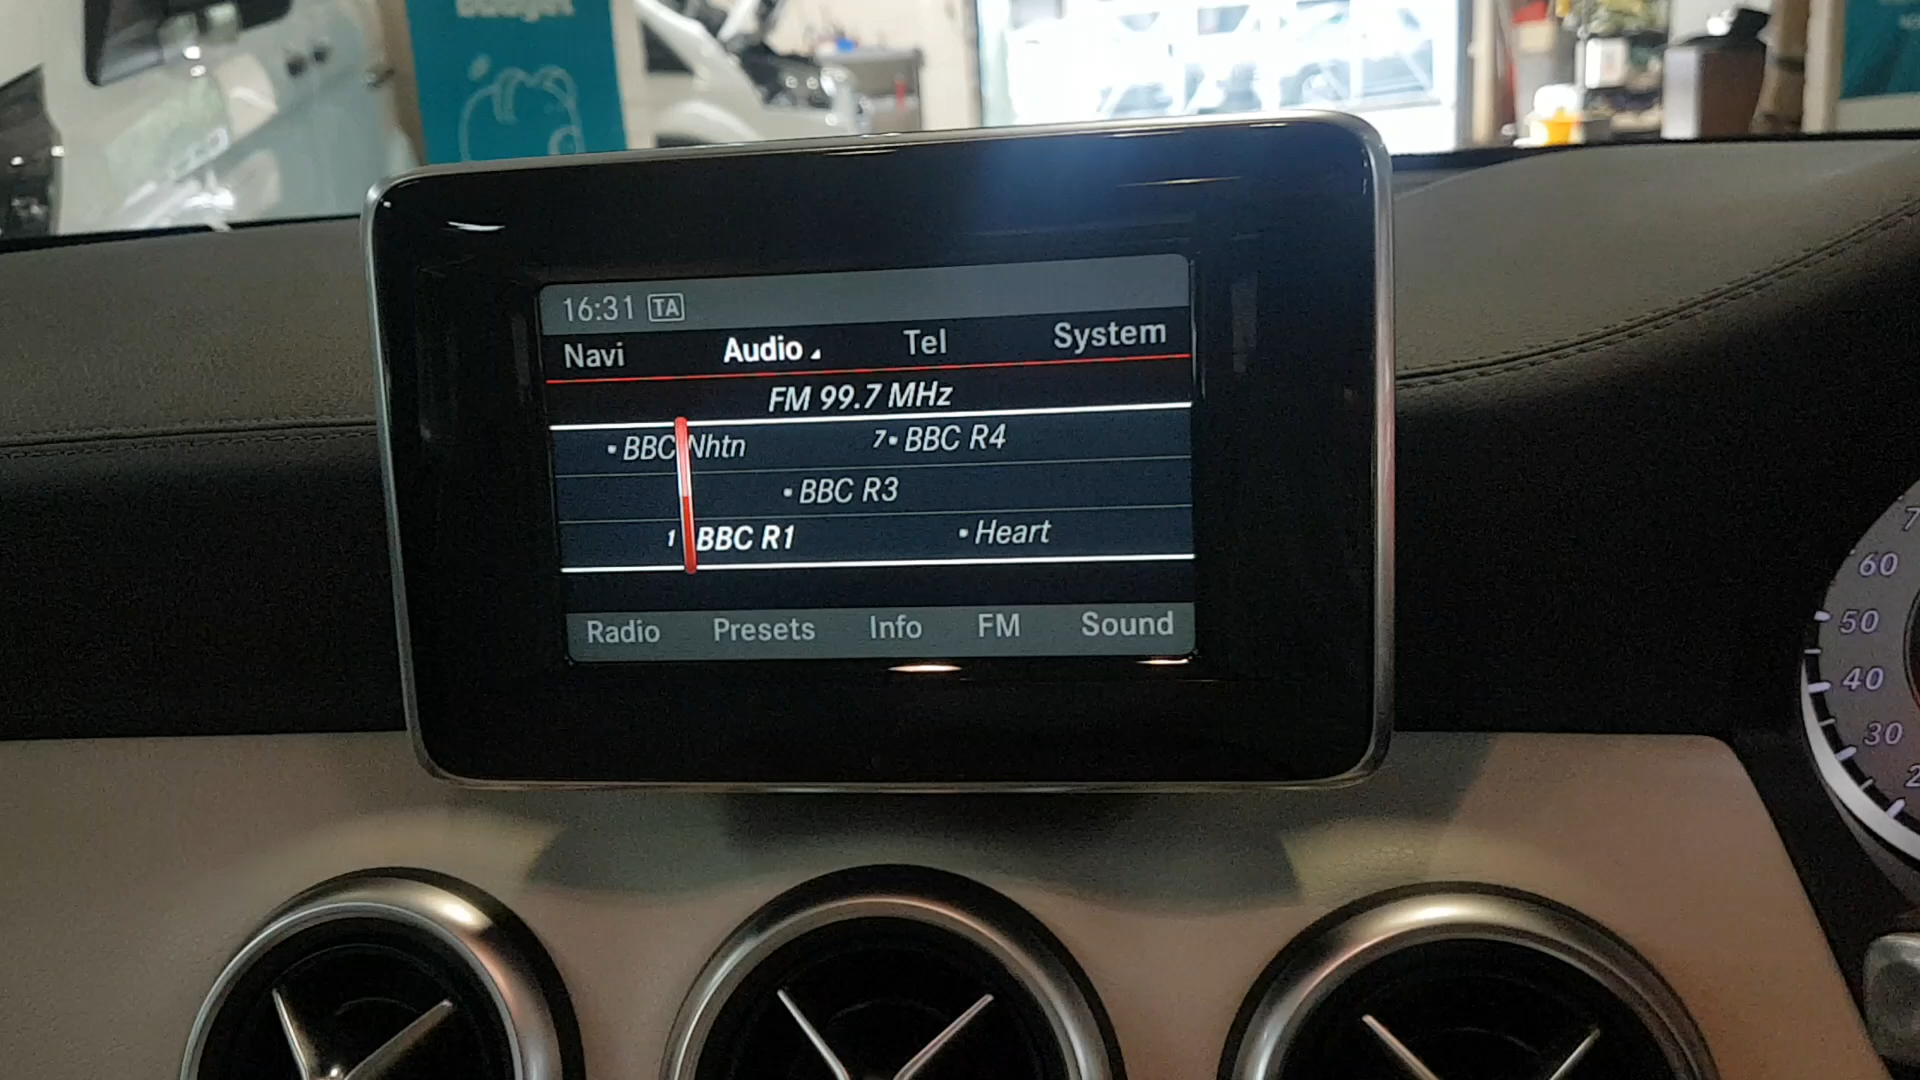 16:31 TA
Navi Audio Tel System
FM 99.7 MHz
BBC Nhtn 7 BBC R4
BBC R3
1 BBC R1 Heart
Radio Presets Info FM Sound
60
50
40
30